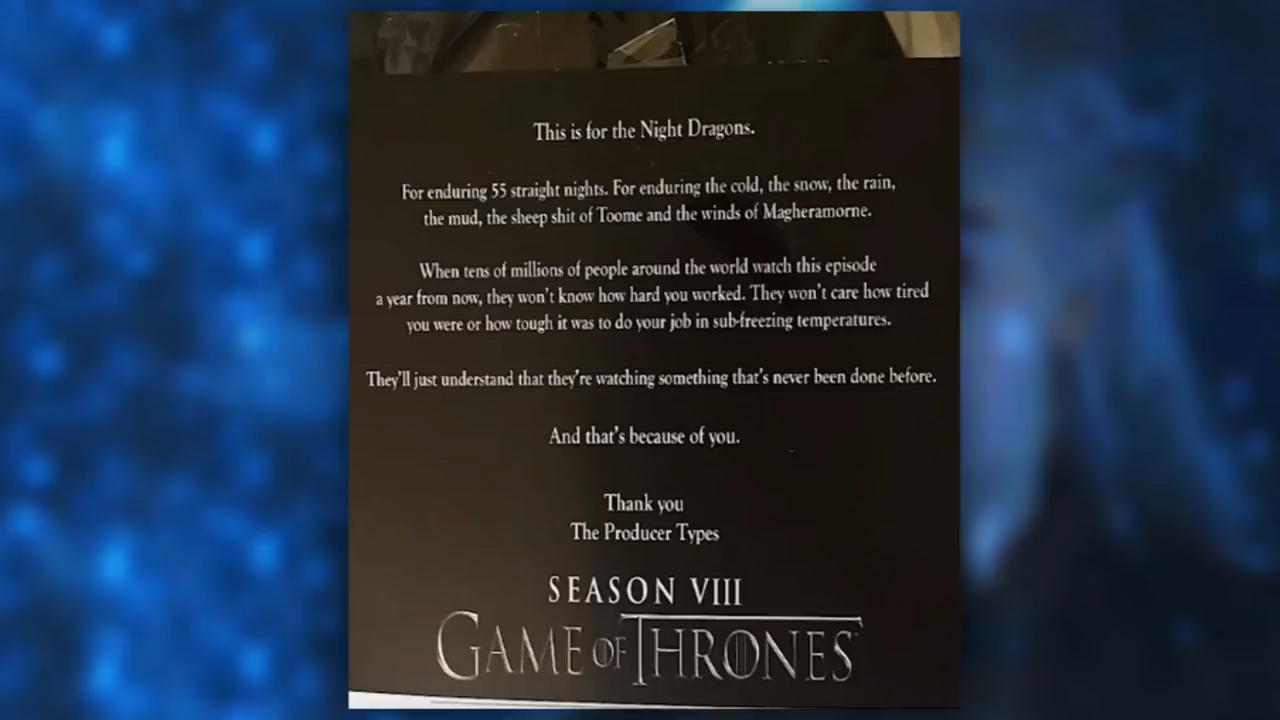 This is for the Night Dragons.
For enduring 55 straight nights. For enduring the cold, the snow, the rain,
the mud, the sheep shit of Toome and the winds of Magheramorne.
When tens of millions of people around the world watch this episode
a year from now, they won't know how hard you worked. They won't care how tired
you were or how tough it was to do your job in sub-freezing temperatures.
They'll just understand that they're watching something that's never been done before.
And that's because of you.
Thank you
The Producer Types
SEASON VIII
GAME OF THRONES